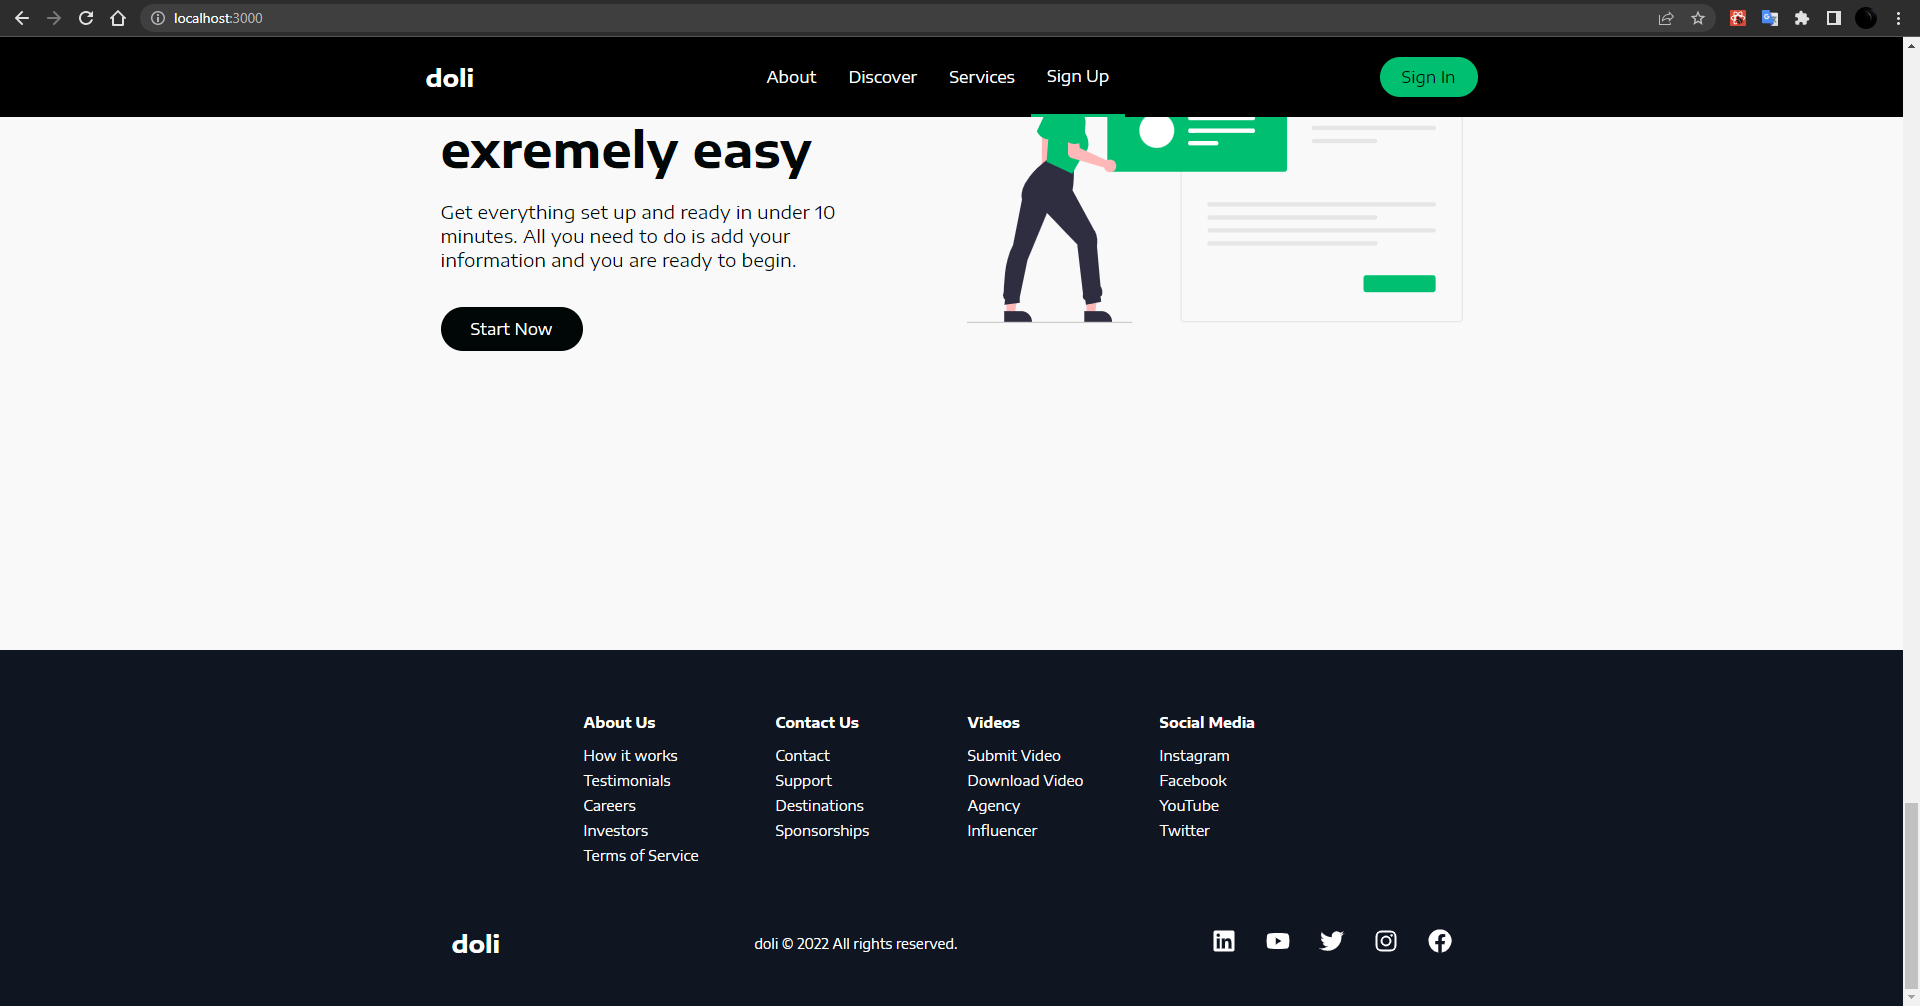 localhost:3000
doli
About
Discover
Services
Sign Up
Sign In
exremely easy
Get everything set up and ready in under 10
minutes. All you need to do is add your
information and you are ready to begin.
Start Now
About Us
How it works
Testimonials
Careers
Investors
Terms of Service
Contact Us
Contact
Support
Destinations
Sponsorships
Videos
Submit Video
Download Video
Agency
Influencer
Social Media
Instagram
Facebook
YouTube
Twitter
doli
doli © 2022 All rights reserved.